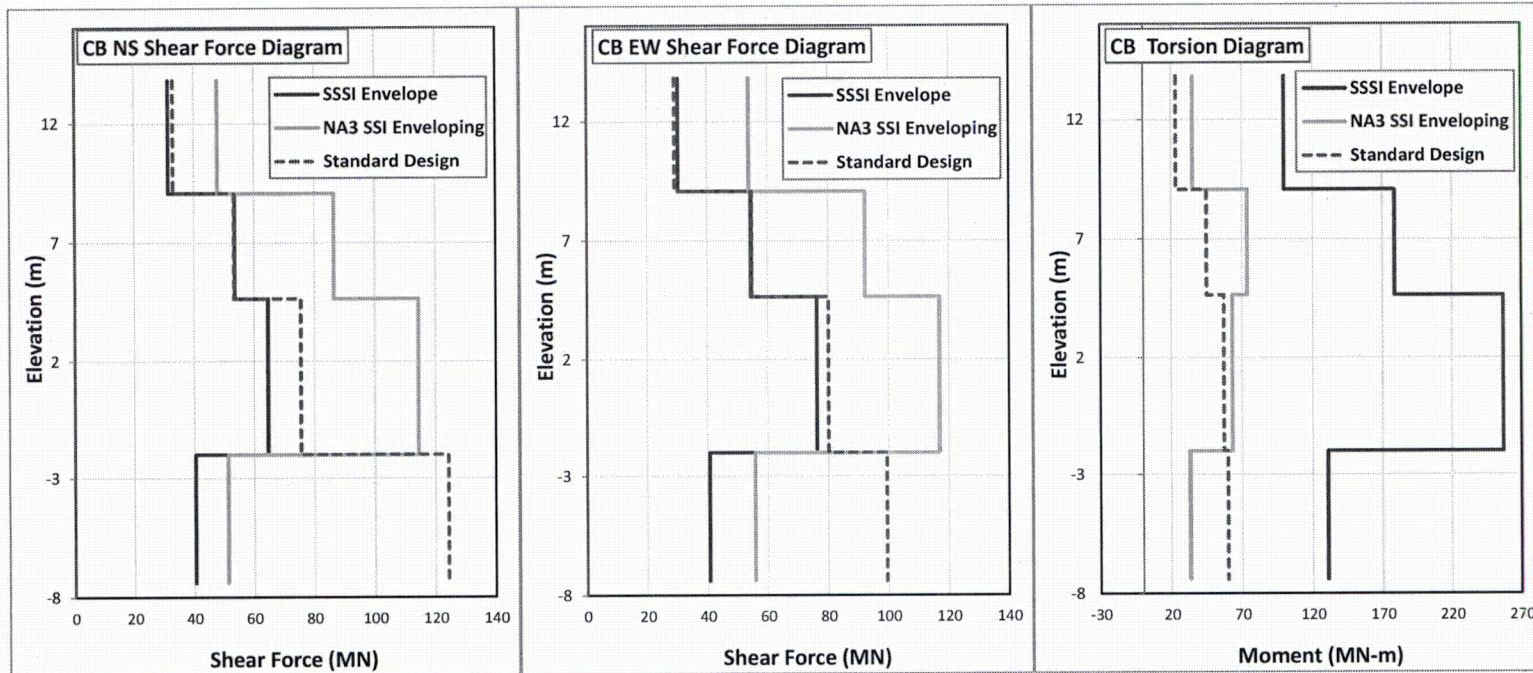 CB NS Shear Force Diagram
SSSI Envelope
NA3 SSI Enveloping
Standard Design
Elevation (m)
12
7
2
-3
-8
0
20
40
60
80
100
120
140
Shear Force (MN)
CB EW Shear Force Diagram
SSSI Envelope
NA3 SSI Enveloping
Standard Design
Elevation (m)
12
7
2
-3
-8
0
20
40
60
80
100
120
140
Shear Force (MN)
CB Torsion Diagram
SSSI Envelope
NA3 SSI Enveloping
Standard Design
Elevation (m)
12
7
2
-3
-8
-30
20
70
120
170
220
270
Moment (MN-m)